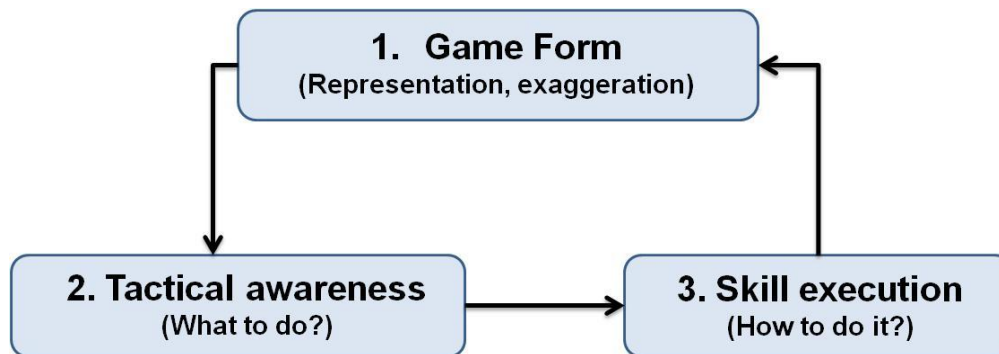 1. Game Form
(Representation, exaggeration)
2. Tactical awareness
(What to do?)
3. Skill execution
(How to do it?)